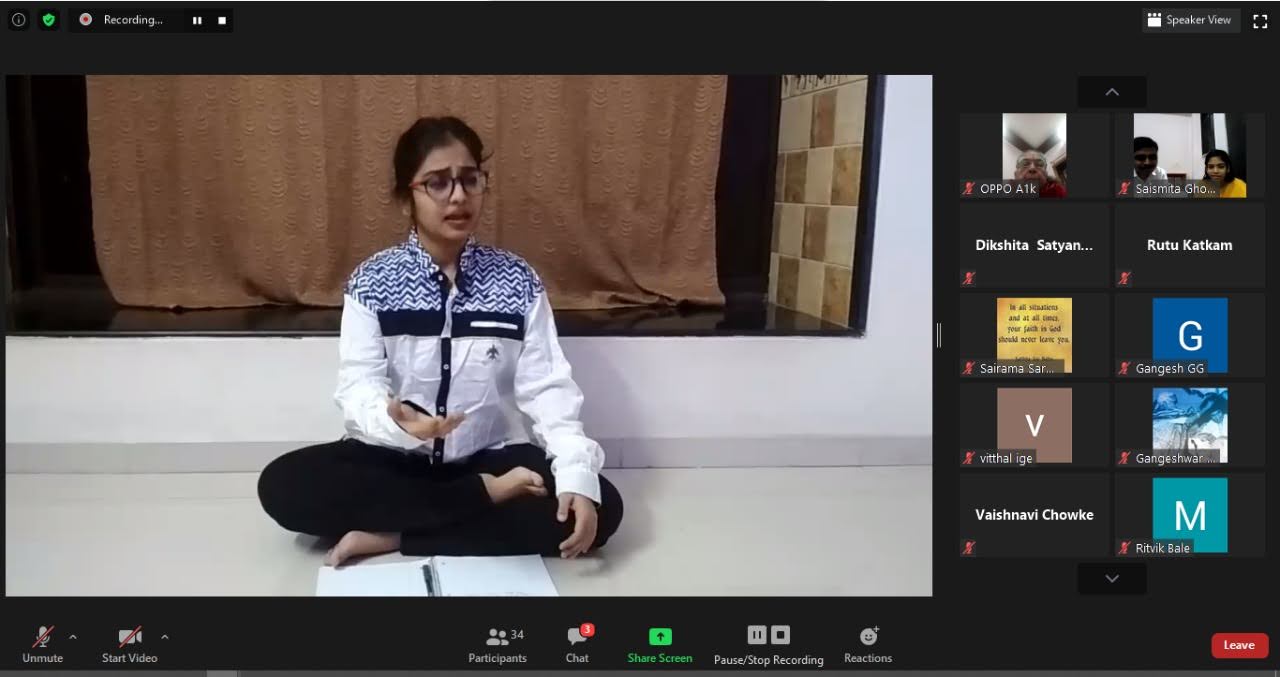 Recording...
Speaker View
OPPO A1k
Saismita Gho...
Dikshita Satyan...
Rutu Katkam
In all situations
and at all times,
your faith in God
should never leave you.
Sairama Sar...
G
Gangesh GG
v
vitthal ige
Gangeshwar ...
Vaishnavi Chowke
M
Ritvik Bale
Unmute
Start Video
34
Participants
3
Chat
Share Screen
Pause/Stop Recording
Reactions
Leave